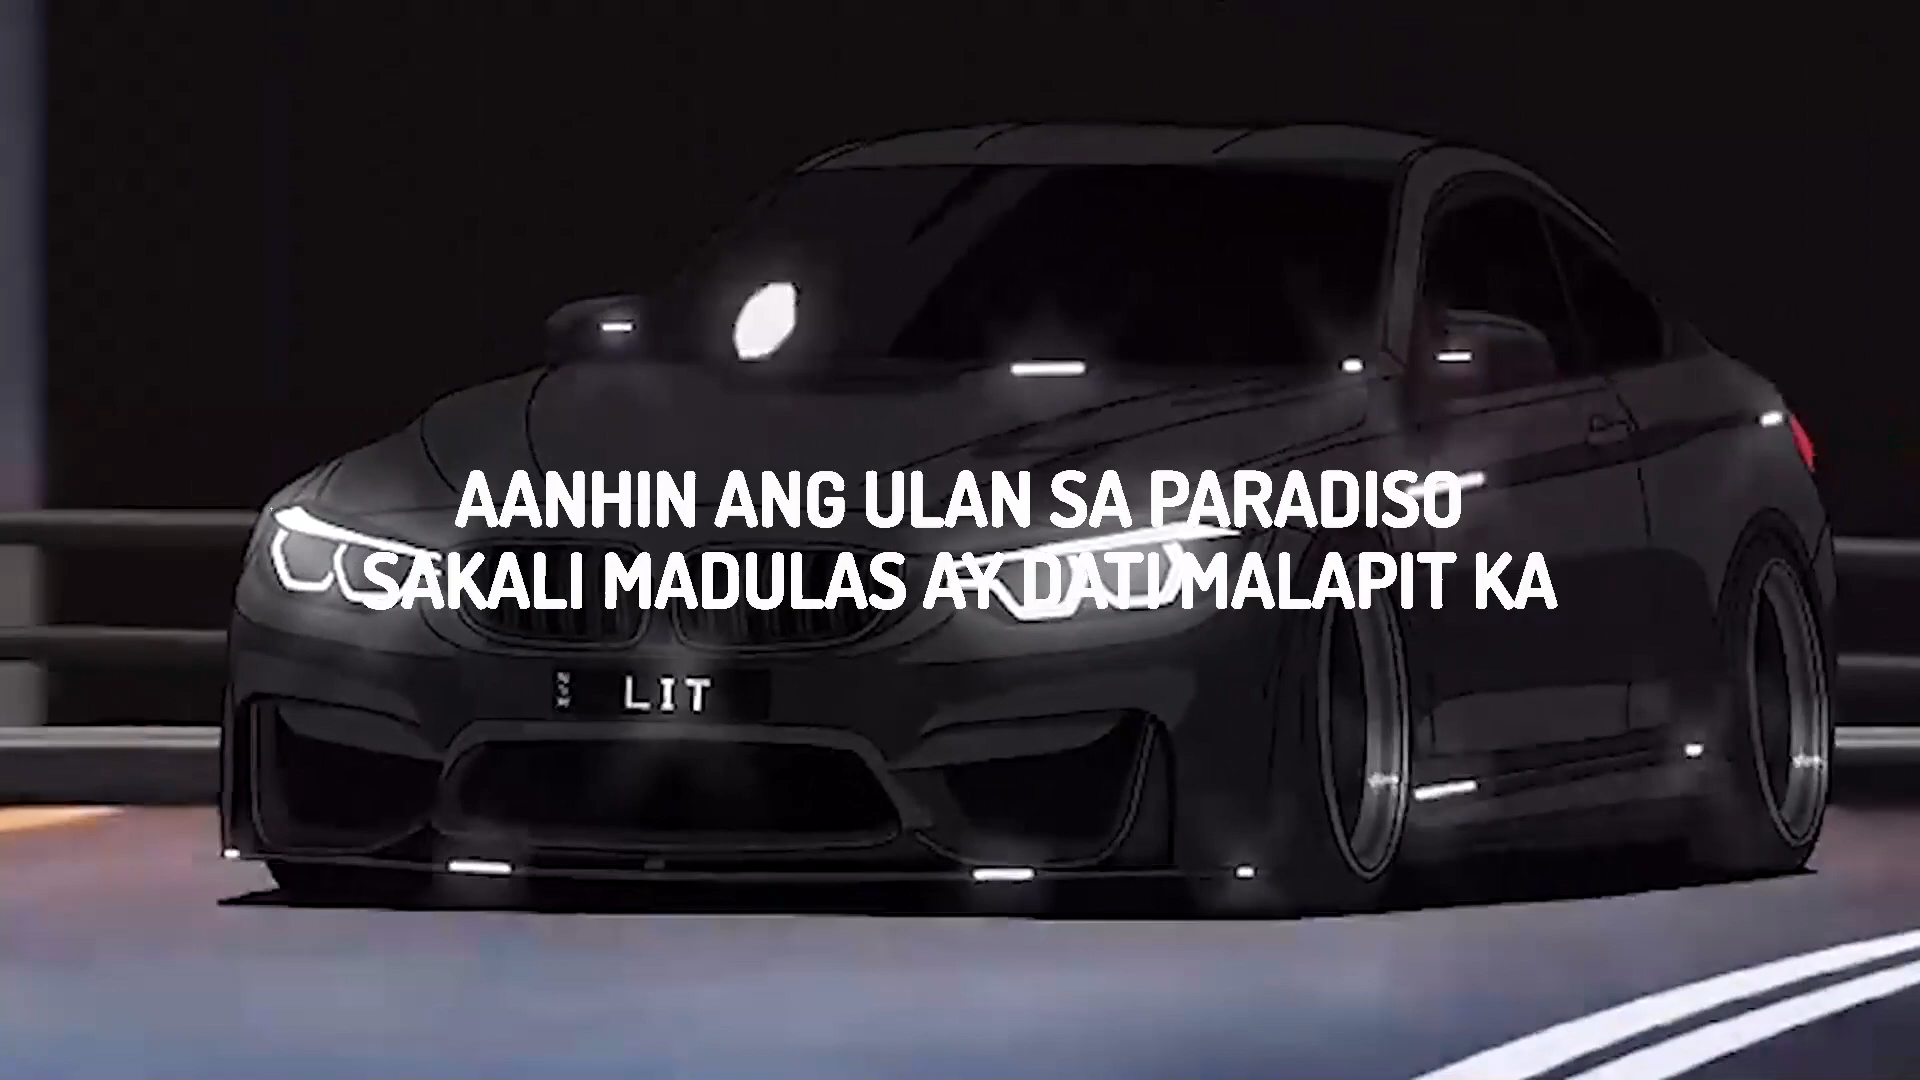 AANHIN ANG ULAN SA PARADISO
SAKALI MADULAS AY DATI MALAPIT KA
LIT